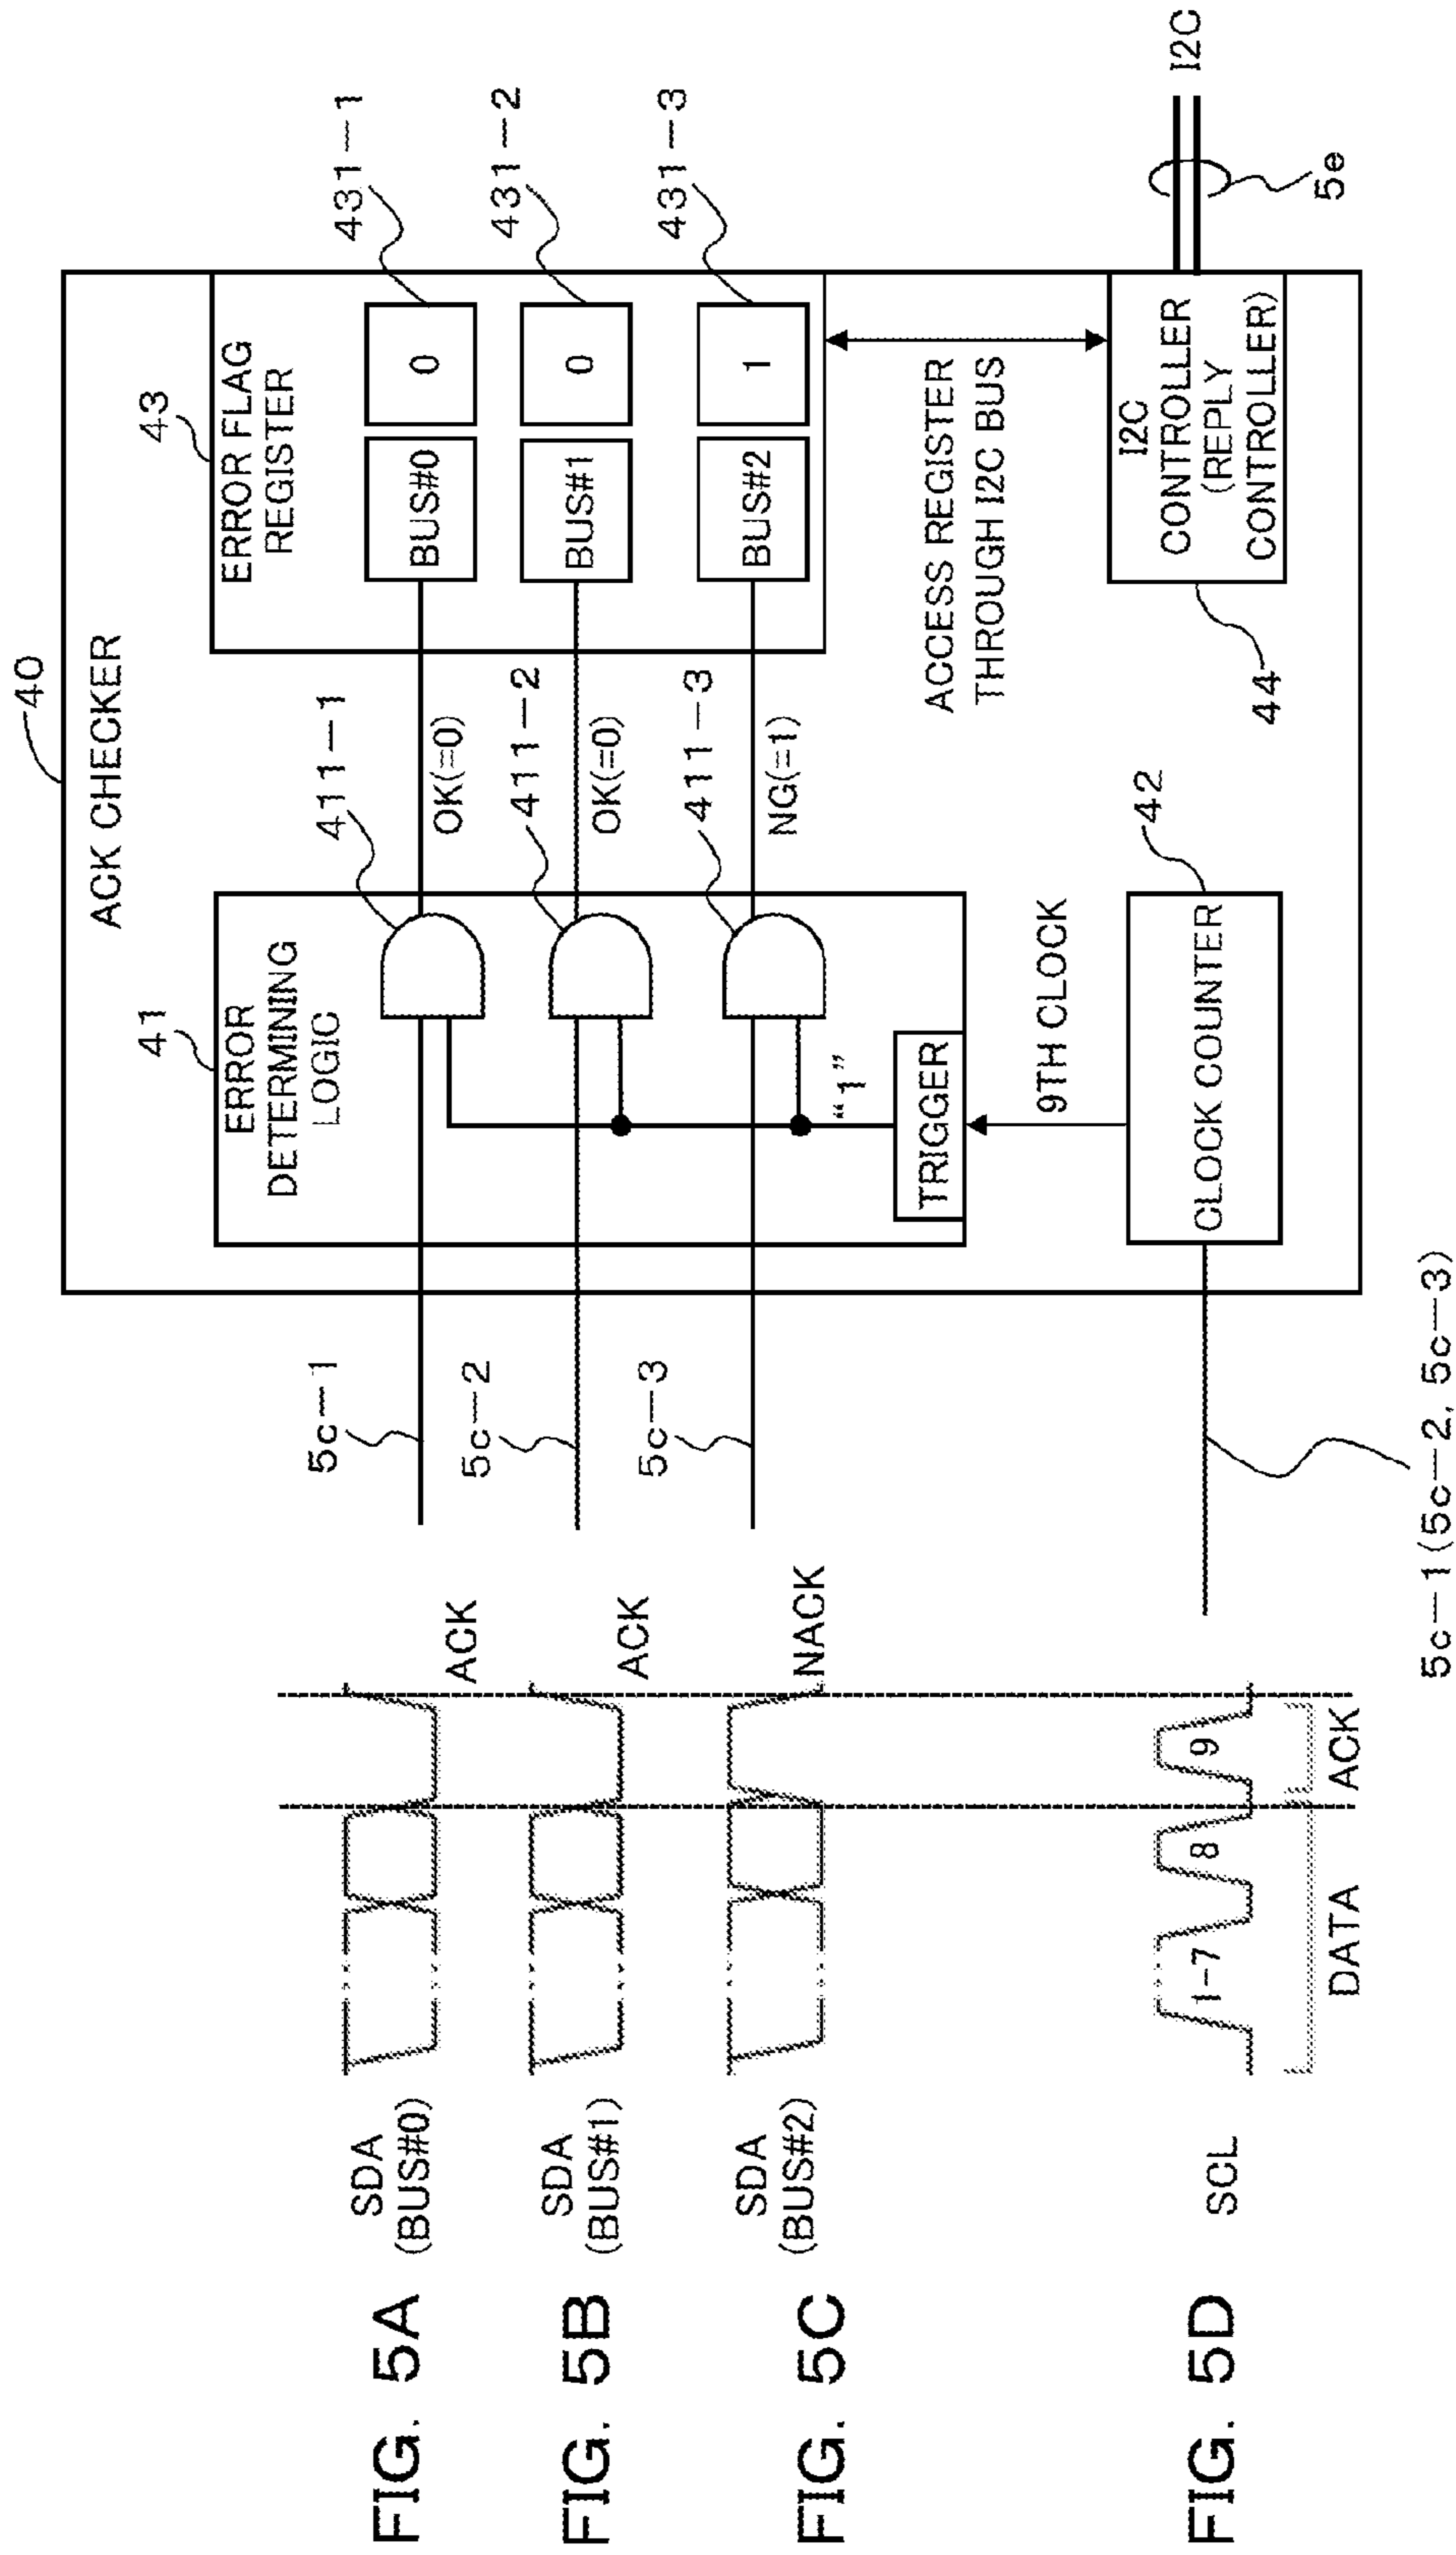 FIG. 5A
SDA
(BUS#0)
ACK
5c-1
FIG. 5B
SDA
(BUS#1)
ACK
5c-2
FIG. 5C
SDA
(BUS#2)
NACK
5c-3
FIG. 5D
SCL
1-7
8
9
DATA
ACK
5c-1(5c-2, 5c-3)
40
ACK CHECKER
41
ERROR
DETERMINING
LOGIC
411-1
OK(=0)
411-2
OK(=0)
411-3
NG(=1)
"1"
TRIGGER
9TH CLOCK
42
CLOCK COUNTER
43
ERROR FLAG
REGISTER
BUS#0
0
431-1
BUS#1
0
431-2
BUS#2
1
431-3
ACCESS REGISTER
THROUGH I2C BUS
44
I2C
CONTROLLER
(REPLY
CONTROLLER)
I2C
5e